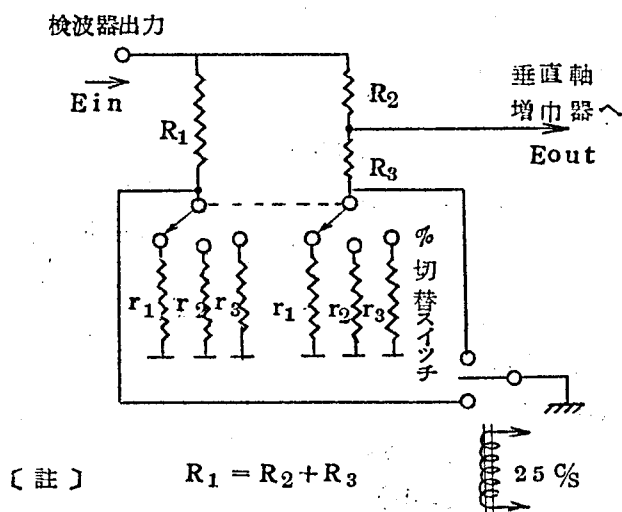 検波器出力
Ein
R₁
R₂
R₃
垂直軸
増巾器へ
Eout
r₁ r₂ r₃
r₁ r₂ r₃
%切替スイッチ
〔註〕 R₁ = R₂ + R₃
25 C/S